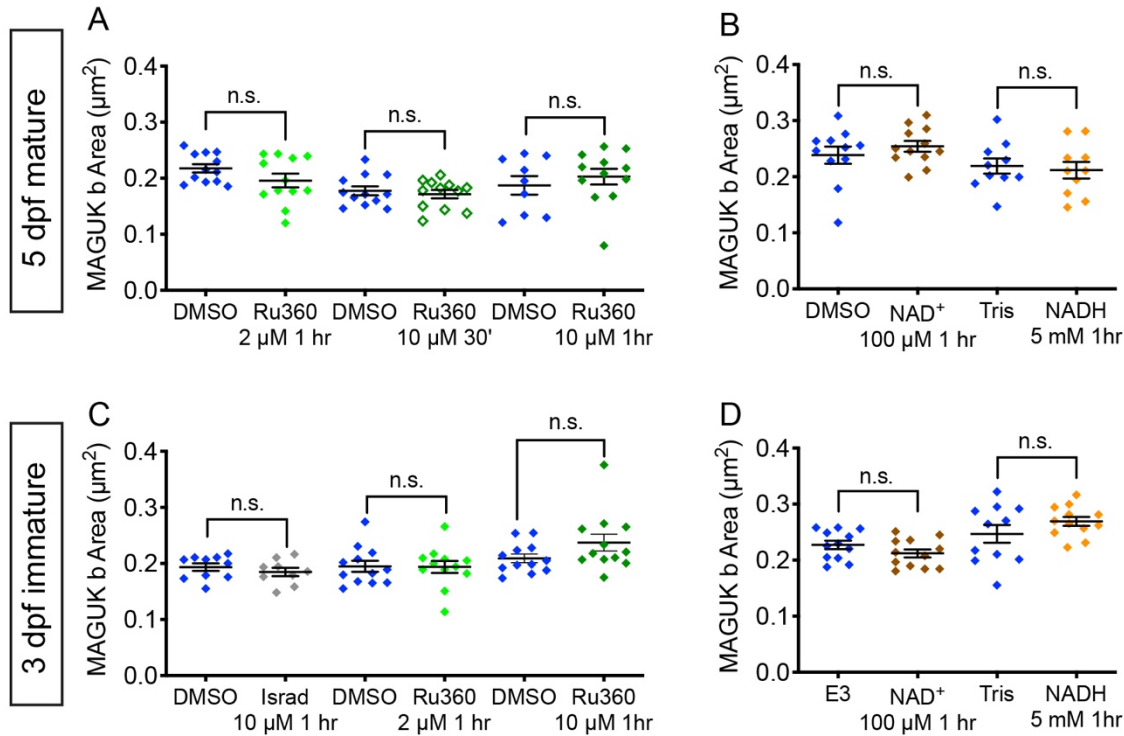 5 dpf mature
A
MAGUK b Area (µm²)
0.4
0.3
0.2
0.1
0.0
n.s.
n.s.
n.s.
DMSO Ru360 DMSO Ru360 DMSO Ru360
2 µM 1 hr 10 µM 30' 10 µM 1hr
B
MAGUK b Area (µm²)
0.4
0.3
0.2
0.1
0.0
n.s.
n.s.
DMSO NAD⁺ Tris NADH
100 µM 1 hr 5 mM 1hr
3 dpf immature
C
MAGUK b Area (µm²)
0.4
0.3
0.2
0.1
0.0
n.s.
n.s.
n.s.
DMSO Israd DMSO Ru360 DMSO Ru360
10 µM 1 hr 2 µM 1 hr 10 µM 1hr
D
MAGUK b Area (µm²)
0.4
0.3
0.2
0.1
0.0
n.s.
n.s.
E3 NAD⁺ Tris NADH
100 µM 1 hr 5 mM 1hr